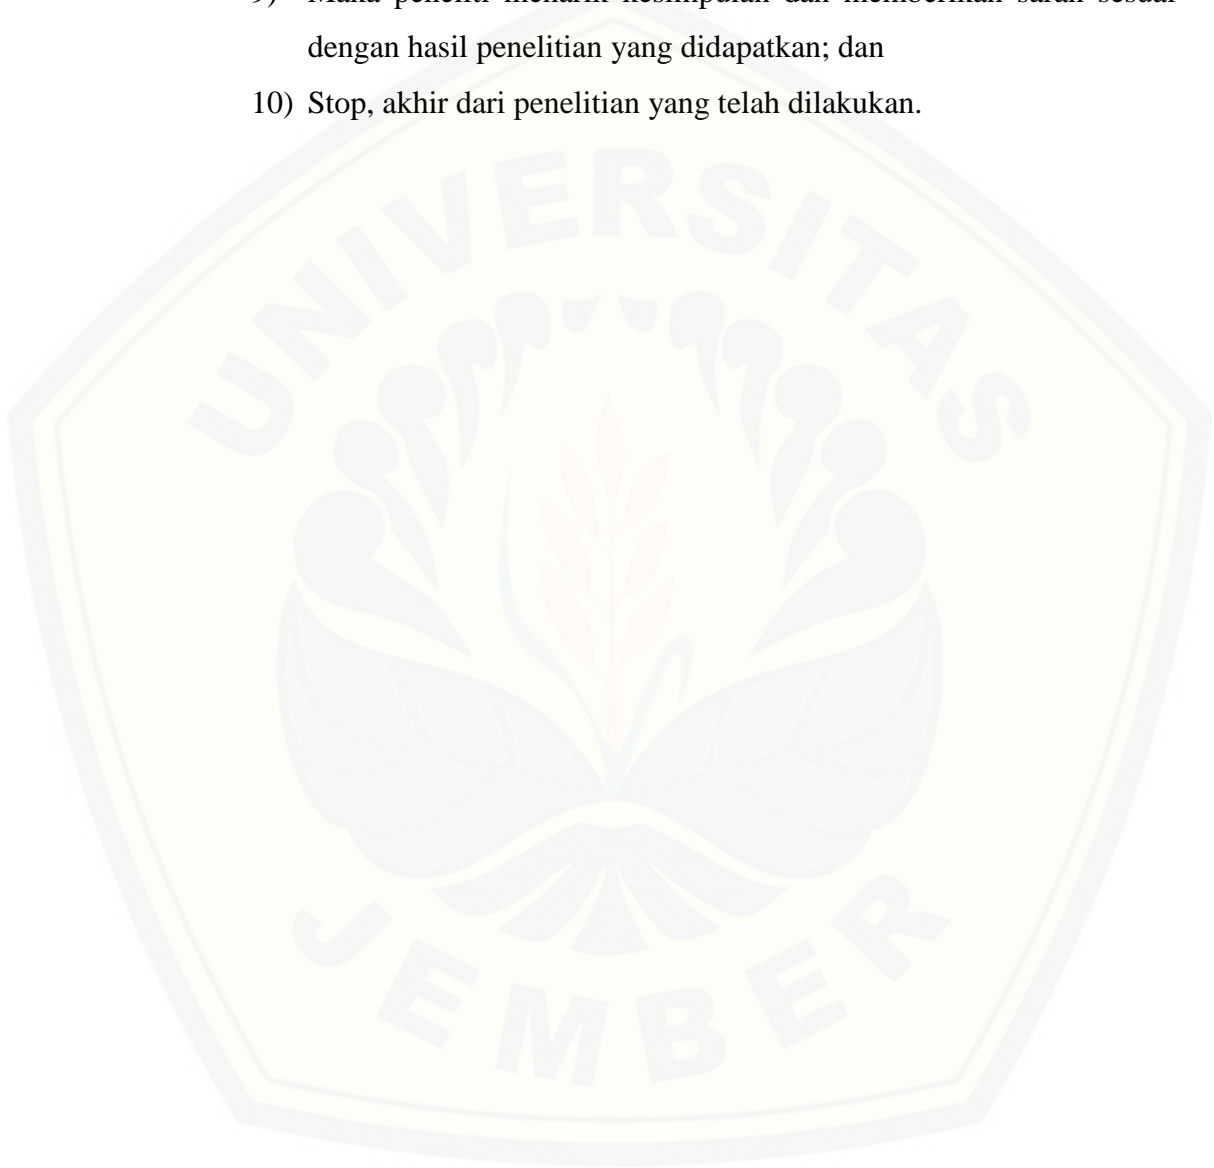 9) Maka peneliti menarik kesimpulan dan memberikan saran sesuai
dengan hasil penelitian yang didapatkan; dan
10) Stop, akhir dari penelitian yang telah dilakukan.
UNIVERSITAS
JEMBER